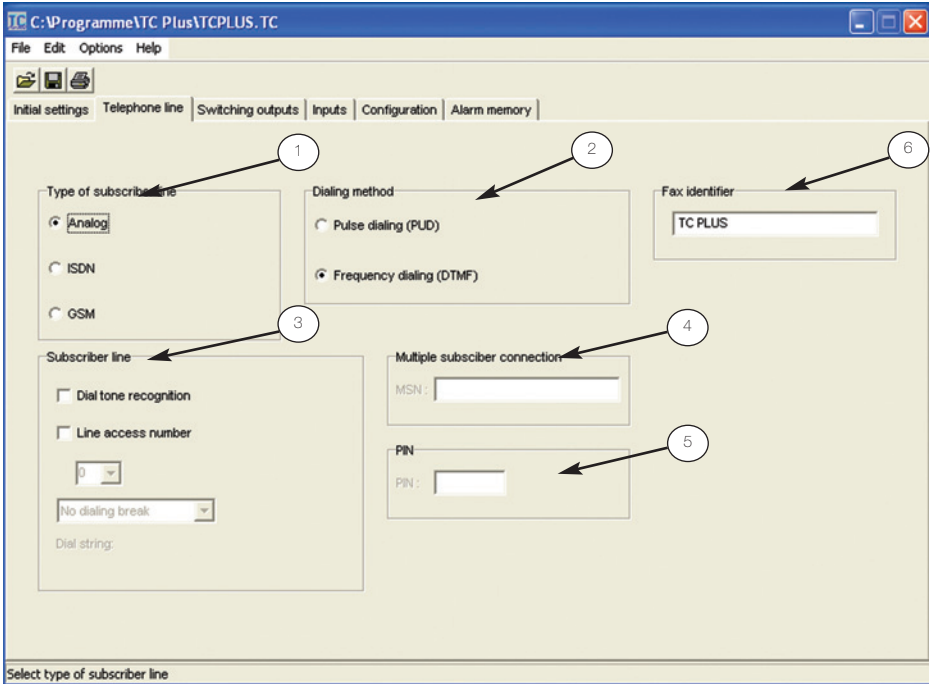 TC C:\Programme\TC Plus\TCPLUS.TC
File Edit Options Help
Initial settings Telephone line Switching outputs Inputs Configuration Alarm memory
1 2 6
Type of subscriber line Dialing method Fax identifier
Analog Pulse dialing (PUD) TC PLUS
ISDN Frequency dialing (DTMF)
GSM
3 4
Subscriber line Multiple subsciber connection
Dial tone recognition MSN :
Line access number
5
PIN
0 PIN :
No dialing break
Dial string:
Select type of subscriber line